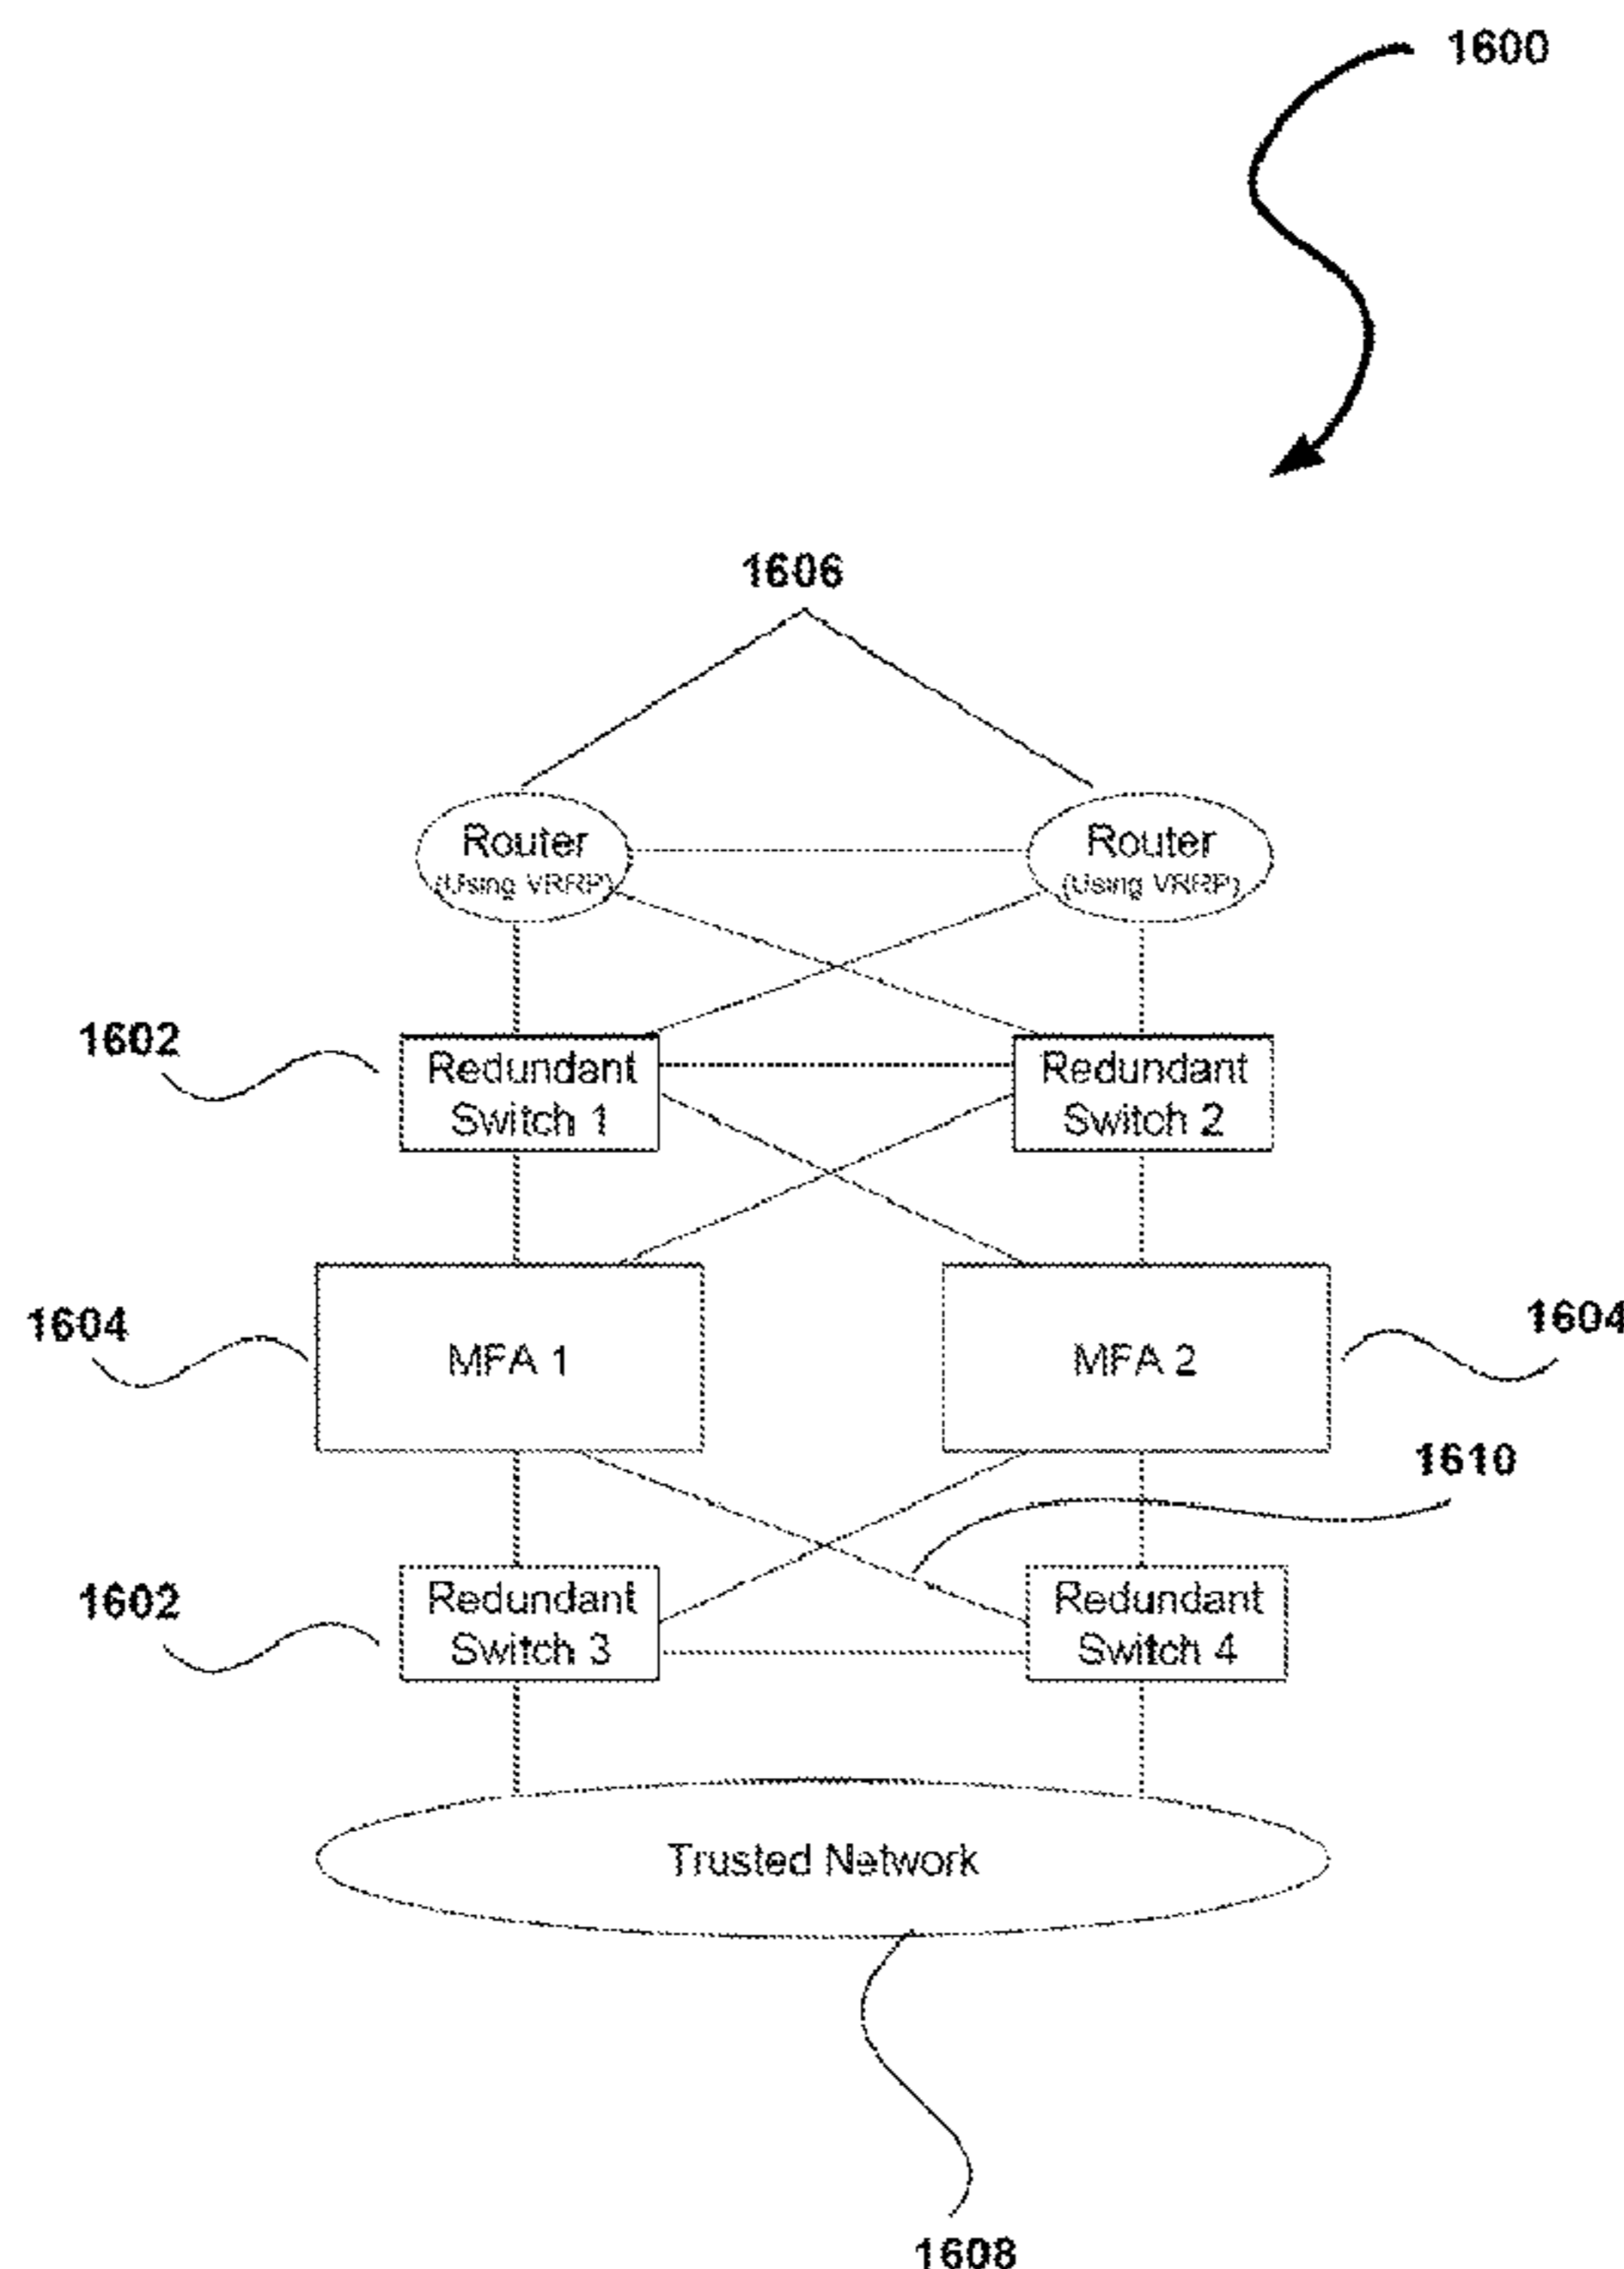 1600
1606
Router
(Using VRRP)
Router
(Using VRRP)
1602
Redundant
Switch 1
Redundant
Switch 2
1604
MFA 1
MFA 2
1604
1610
1602
Redundant
Switch 3
Redundant
Switch 4
Trusted Network
1608